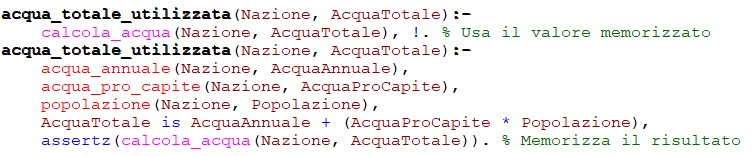 acqua_totale_utilizzata(Nazione, AcquaTotale):-
    calcola_acqua(Nazione, AcquaTotale), !. % Usa il valore memorizzato
acqua_totale_utilizzata(Nazione, AcquaTotale):-
    acqua_annuale(Nazione, AcquaAnnuale),
    acqua_pro_capite(Nazione, AcquaProCapite),
    popolazione(Nazione, Popolazione),
    AcquaTotale is AcquaAnnuale + (AcquaProCapite * Popolazione),
    assertz(calcola_acqua(Nazione, AcquaTotale)). % Memorizza il risultato